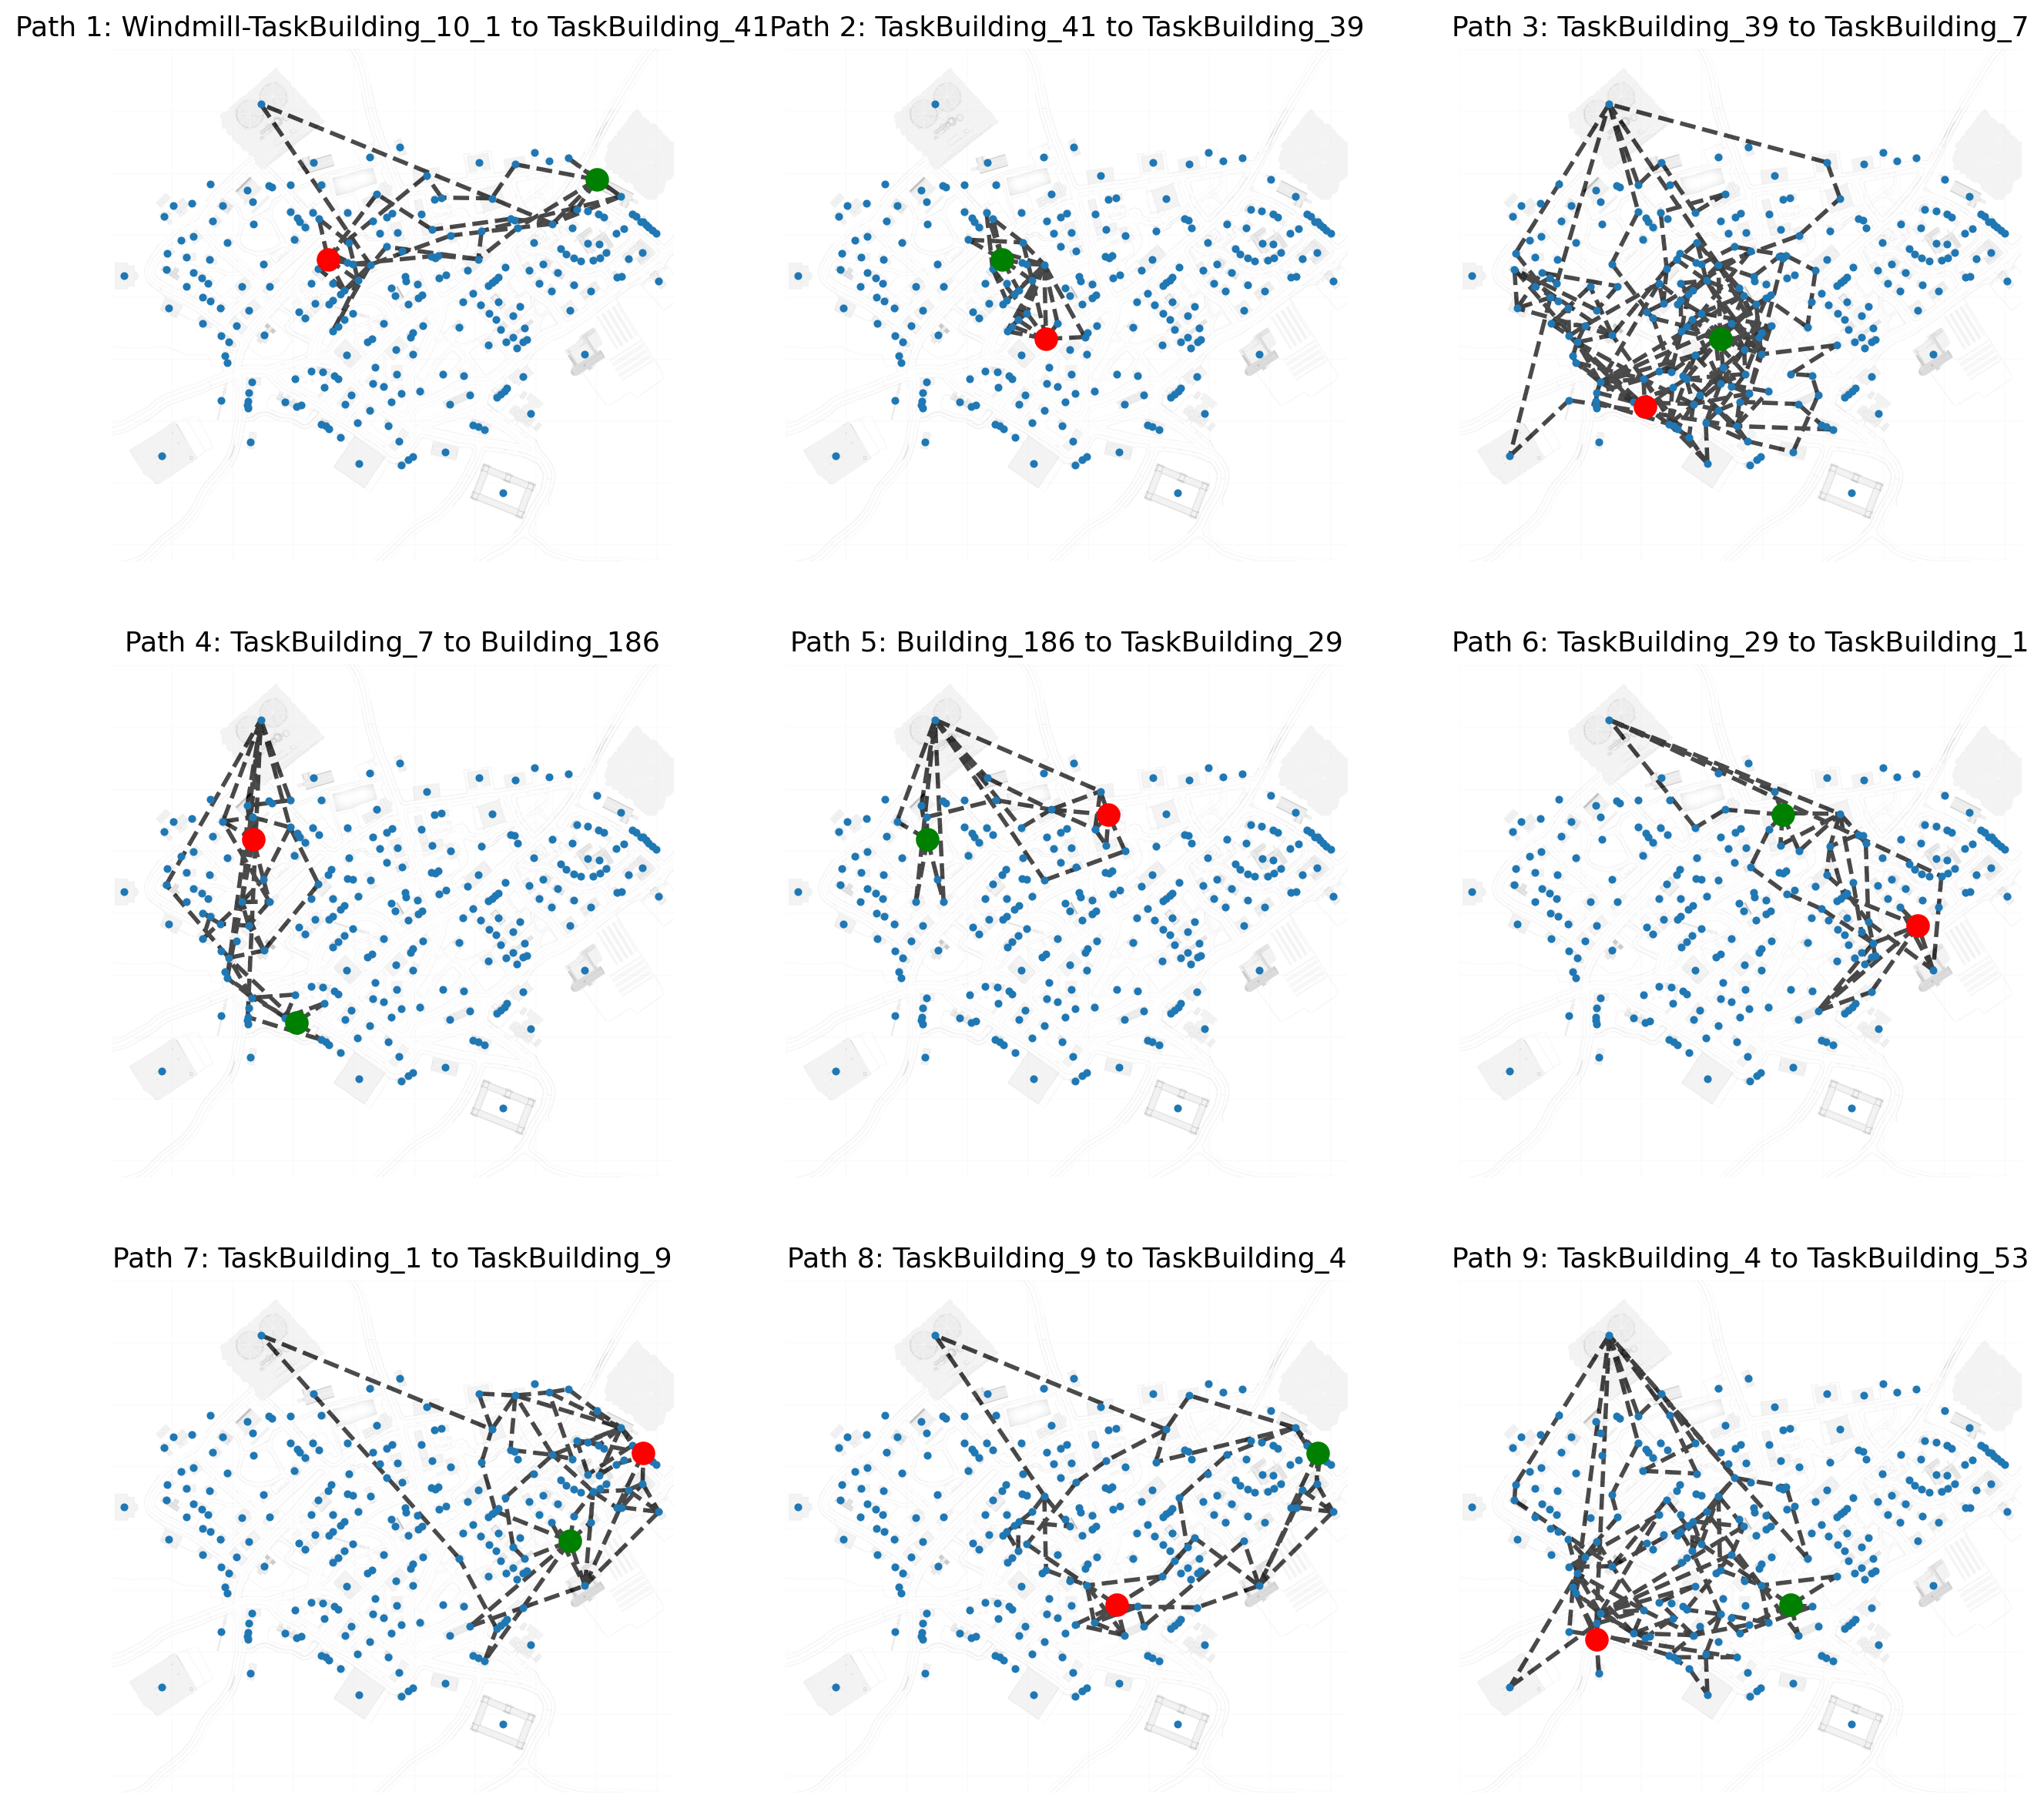 Path 1: Windmill-TaskBuilding_10_1 to TaskBuilding_41
Path 2: TaskBuilding_41 to TaskBuilding_39
Path 3: TaskBuilding_39 to TaskBuilding_7
Path 4: TaskBuilding_7 to Building_186
Path 5: Building_186 to TaskBuilding_29
Path 6: TaskBuilding_29 to TaskBuilding_1
Path 7: TaskBuilding_1 to TaskBuilding_9
Path 8: TaskBuilding_9 to TaskBuilding_4
Path 9: TaskBuilding_4 to TaskBuilding_53